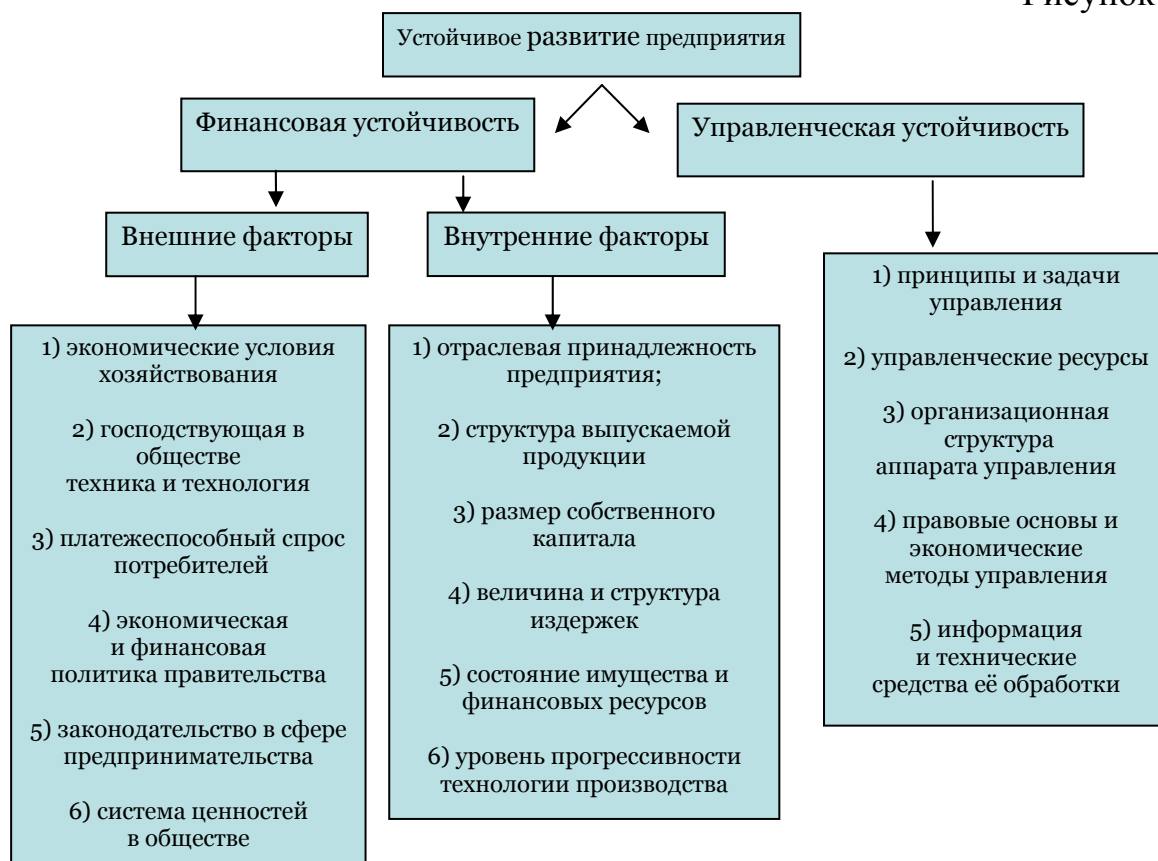 Рисунок
Устойчивое развитие предприятия
Финансовая устойчивость
Управленческая устойчивость
Внешние факторы
Внутренние факторы
1) экономические условия
хозяйствования
2) господствующая в
обществе
техника и технология
3) платежеспособный спрос
потребителей
4) экономическая
и финансовая
политика правительства
5) законодательство в сфере
предпринимательства
6) система ценностей
в обществе
1) отраслевая принадлежность
предприятия;
2) структура выпускаемой
продукции
3) размер собственного
капитала
4) величина и структура
издержек
5) состояние имущества и
финансовых ресурсов
6) уровень прогрессивности
технологии производства
1) принципы и задачи
управления
2) управленческие ресурсы
3) организационная
структура
аппарата управления
4) правовые основы и
экономические
методы управления
5) информация
и технические
средства её обработки